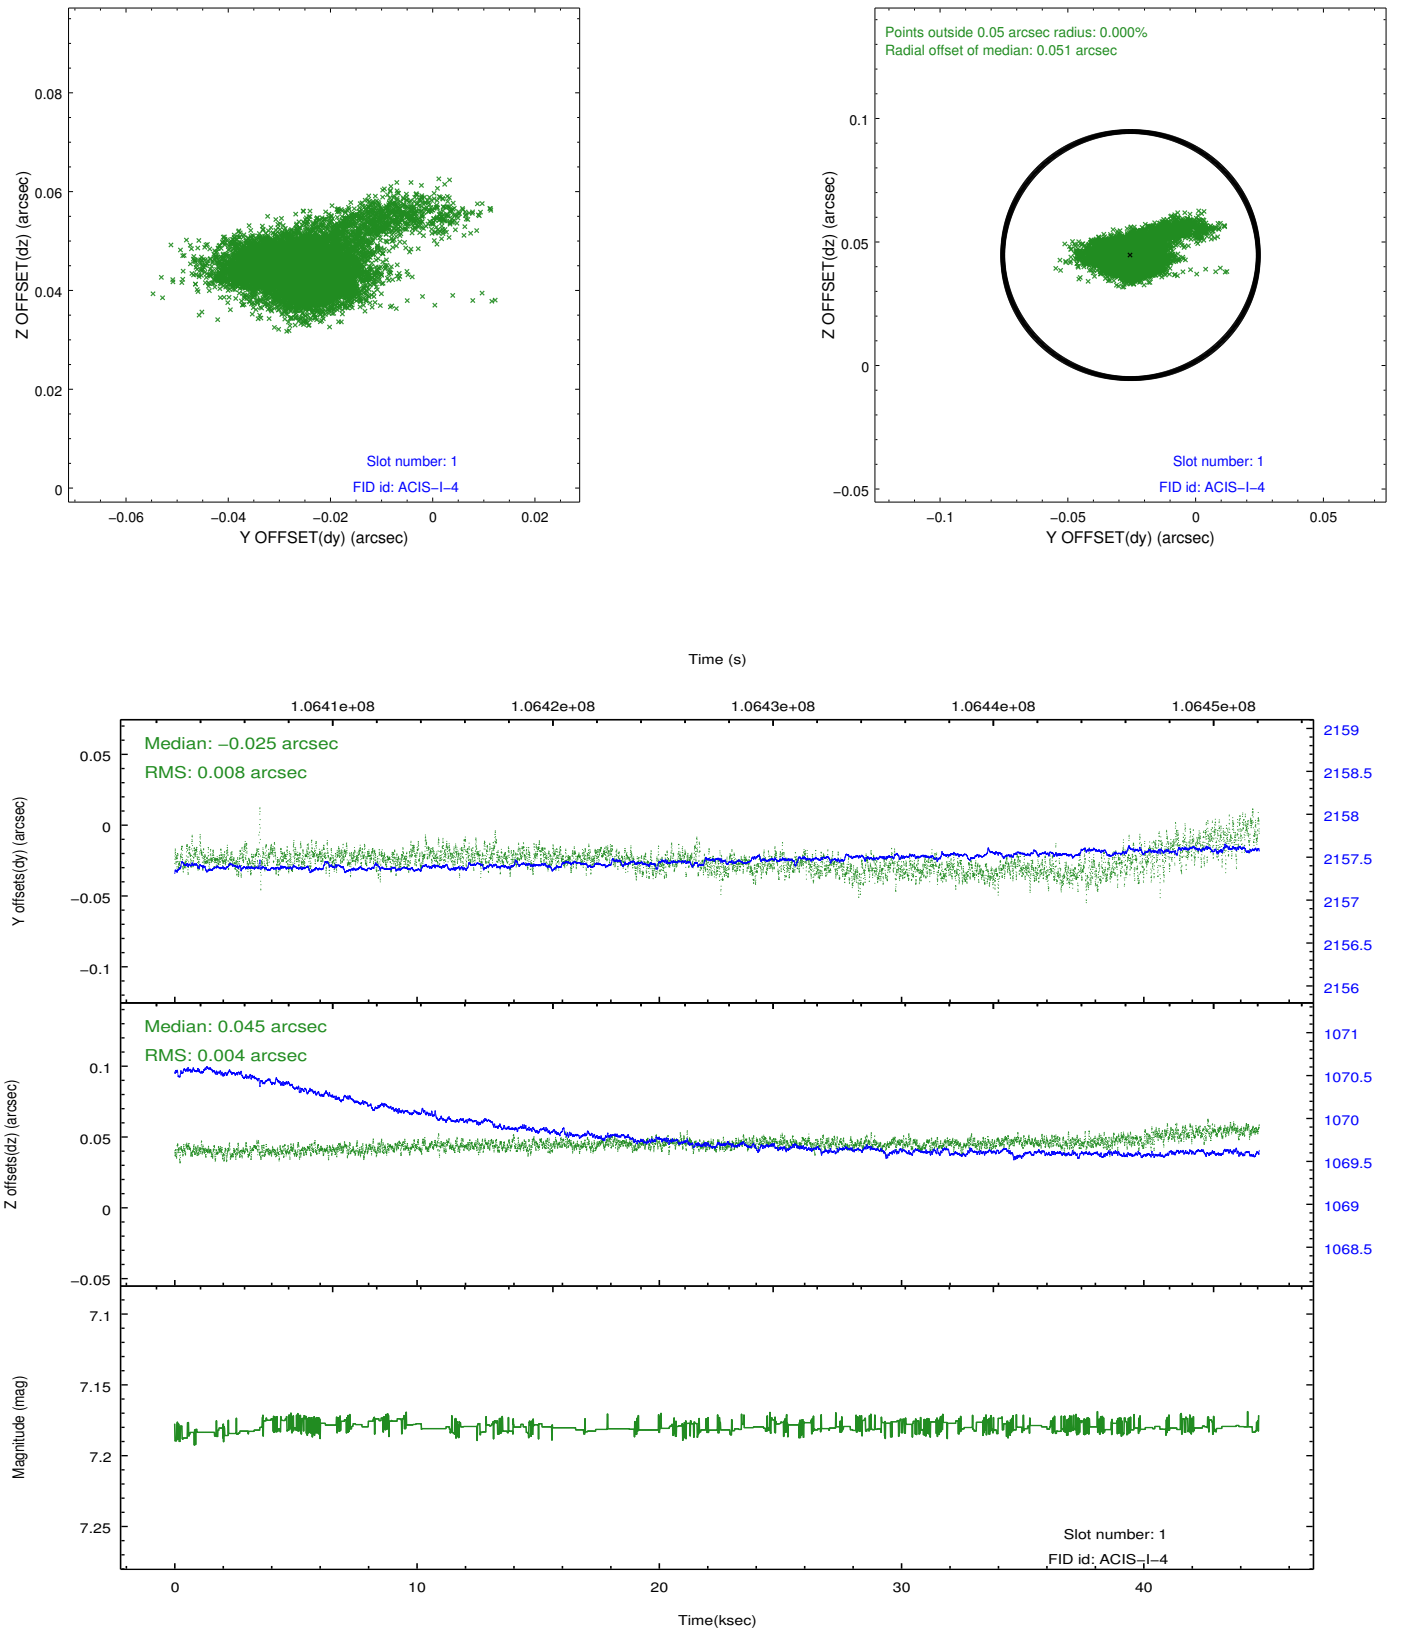 0.08
0.06
0.04
0.02
0
Z OFFSET(dz) (arcsec)
Slot number: 1
FID id: ACIS−I−4
−0.06
−0.04
−0.02
0
0.02
Y OFFSET(dy) (arcsec)
Points outside 0.05 arcsec radius: 0.000%
Radial offset of median: 0.051 arcsec
0.1
0.05
0
−0.05
Z OFFSET(dz) (arcsec)
Slot number: 1
FID id: ACIS−I−4
−0.1
−0.05
0
0.05
Y OFFSET(dy) (arcsec)
Time (s)
1.0641e+08
1.0642e+08
1.0643e+08
1.0644e+08
1.0645e+08
Median: −0.025 arcsec
RMS: 0.008 arcsec
Y offsets(dy) (arcsec)
0.05
0
−0.05
−0.1
2159
2158.5
2158
2157.5
2157
2156.5
2156
Median: 0.045 arcsec
RMS: 0.004 arcsec
Z offsets(dz) (arcsec)
0.1
0.05
0
−0.05
1071
1070.5
1070
1069.5
1069
1068.5
Magnitude (mag)
7.1
7.15
7.2
7.25
Slot number: 1
FID id: ACIS−I−4
0
10
20
30
40
Time(ksec)